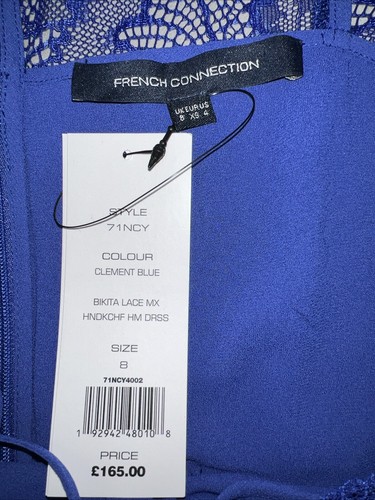 FRENCH CONNECTION
UK EUR US
8 XS 4
STYLE
71NCY
COLOUR
CLEMENT BLUE
BIKITA LACE MX
HNDKCHF HM DRSS
SIZE
8
71NCY4002
1 92942 48010 8
PRICE
£165.00